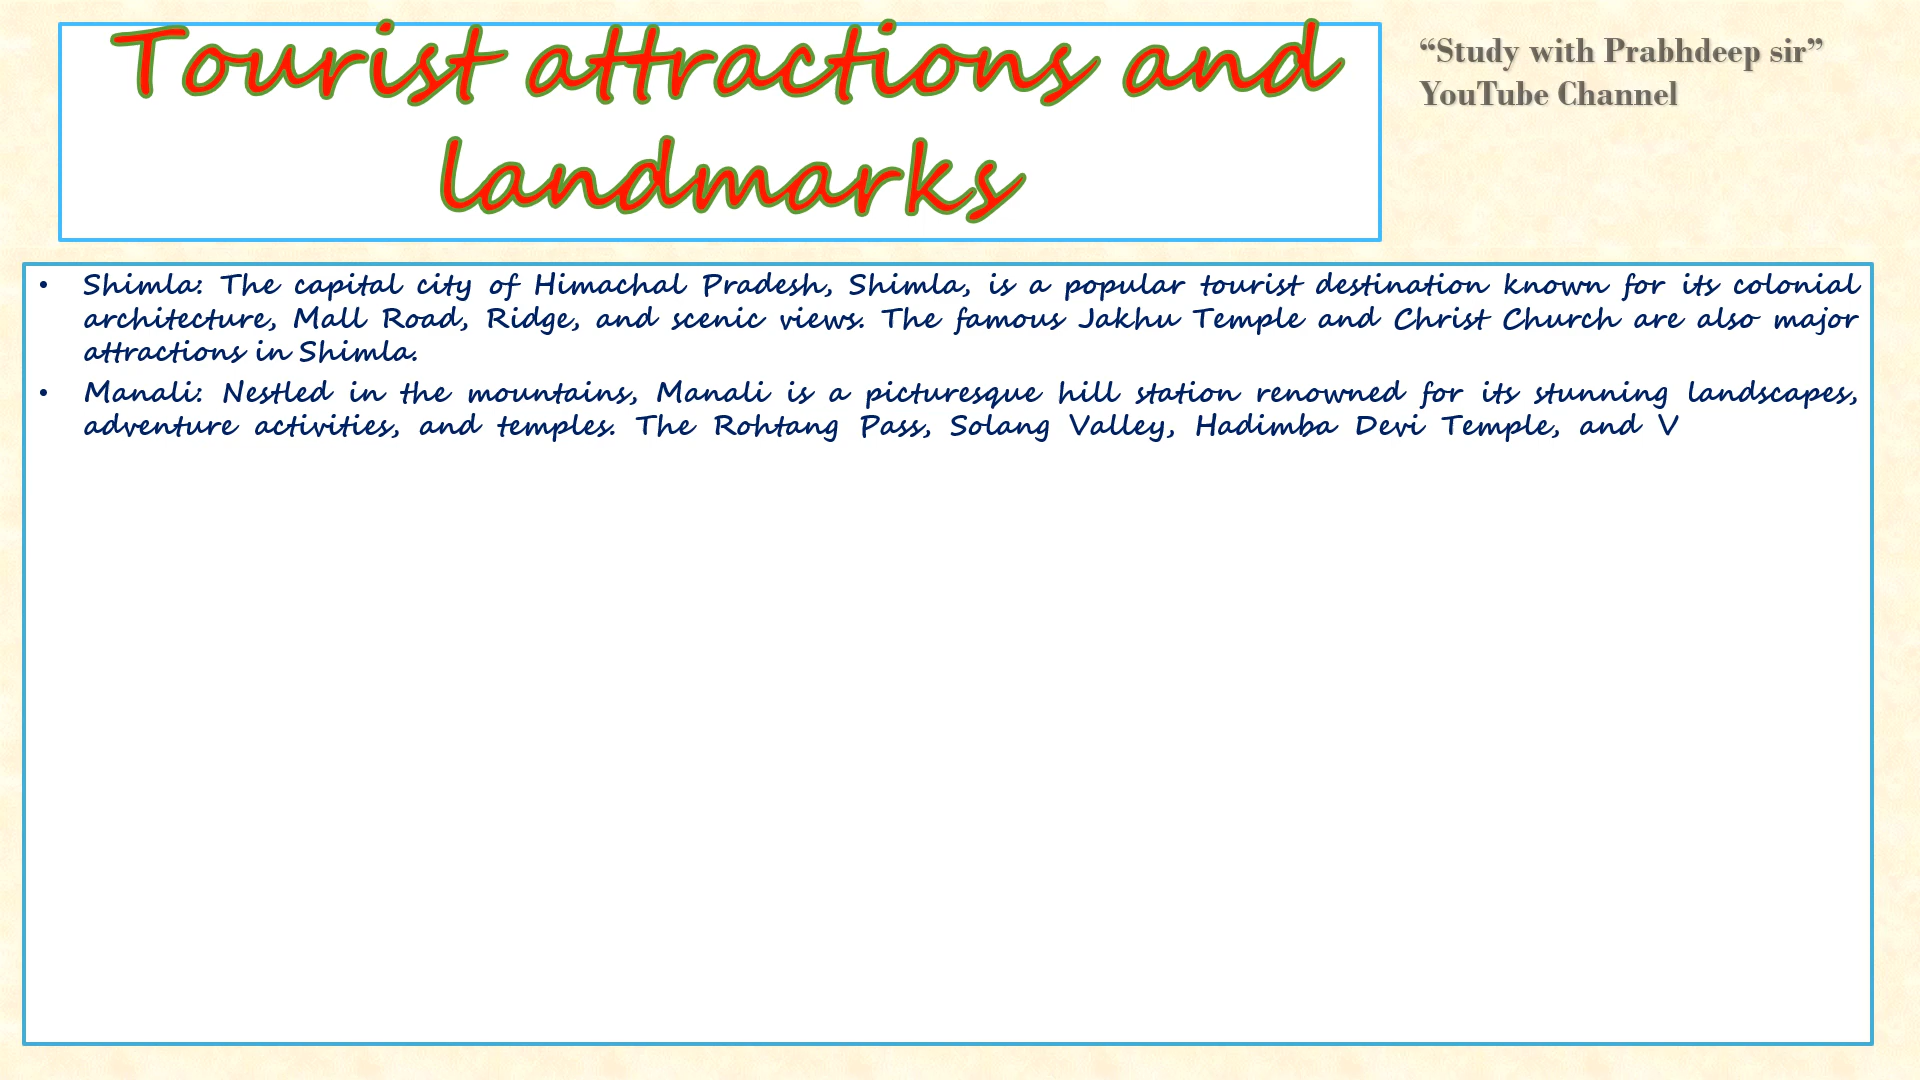 Tourist attractions and
landmarks
“Study with Prabhdeep sir”
YouTube Channel
• Shimla: The capital city of Himachal Pradesh, Shimla, is a popular tourist destination known for its colonial
architecture, Mall Road, Ridge, and scenic views. The famous Jakhu Temple and Christ Church are also major
attractions in Shimla.
• Manali: Nestled in the mountains, Manali is a picturesque hill station renowned for its stunning landscapes,
adventure activities, and temples. The Rohtang Pass, Solang Valley, Hadimba Devi Temple, and V